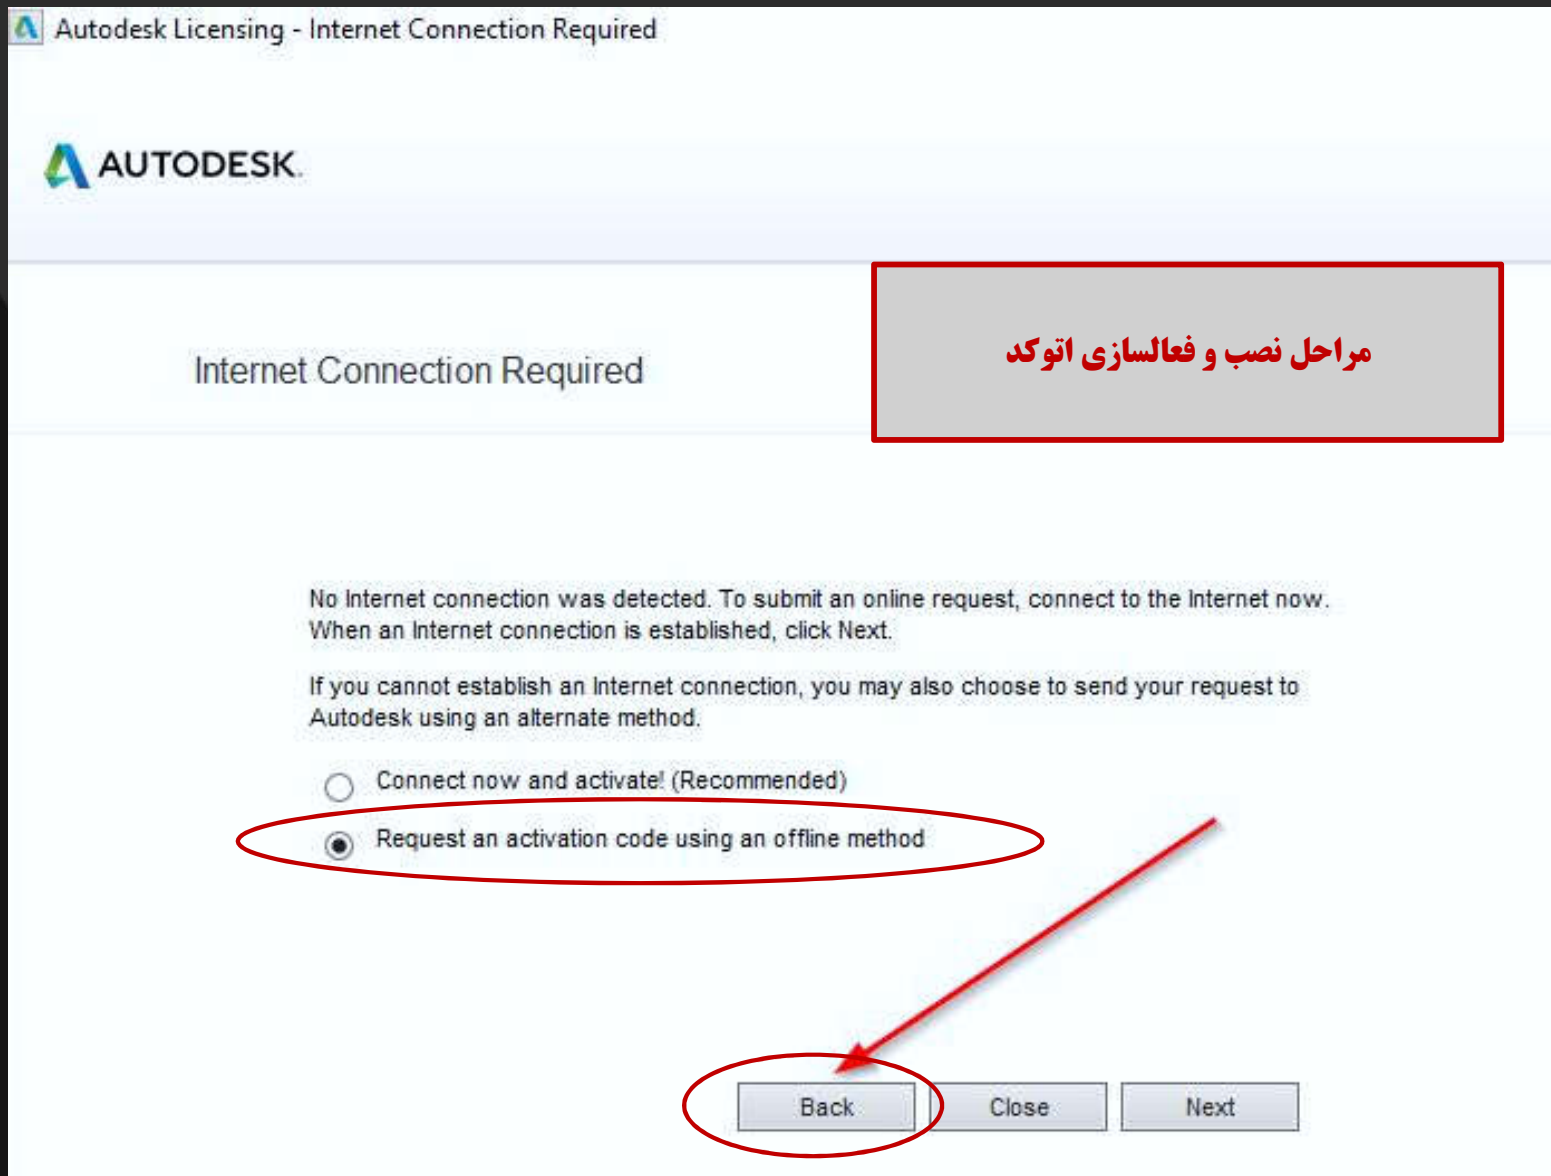 Autodesk Licensing - Internet Connection Required
AUTODESK.
مراحل نصب و فعالسازی اتوکد
Internet Connection Required
No Internet connection was detected. To submit an online request, connect to the Internet now.
When an Internet connection is established, click Next.
If you cannot establish an Internet connection, you may also choose to send your request to
Autodesk using an alternate method.
Connect now and activate! (Recommended)
Request an activation code using an offline method
Back
Close
Next